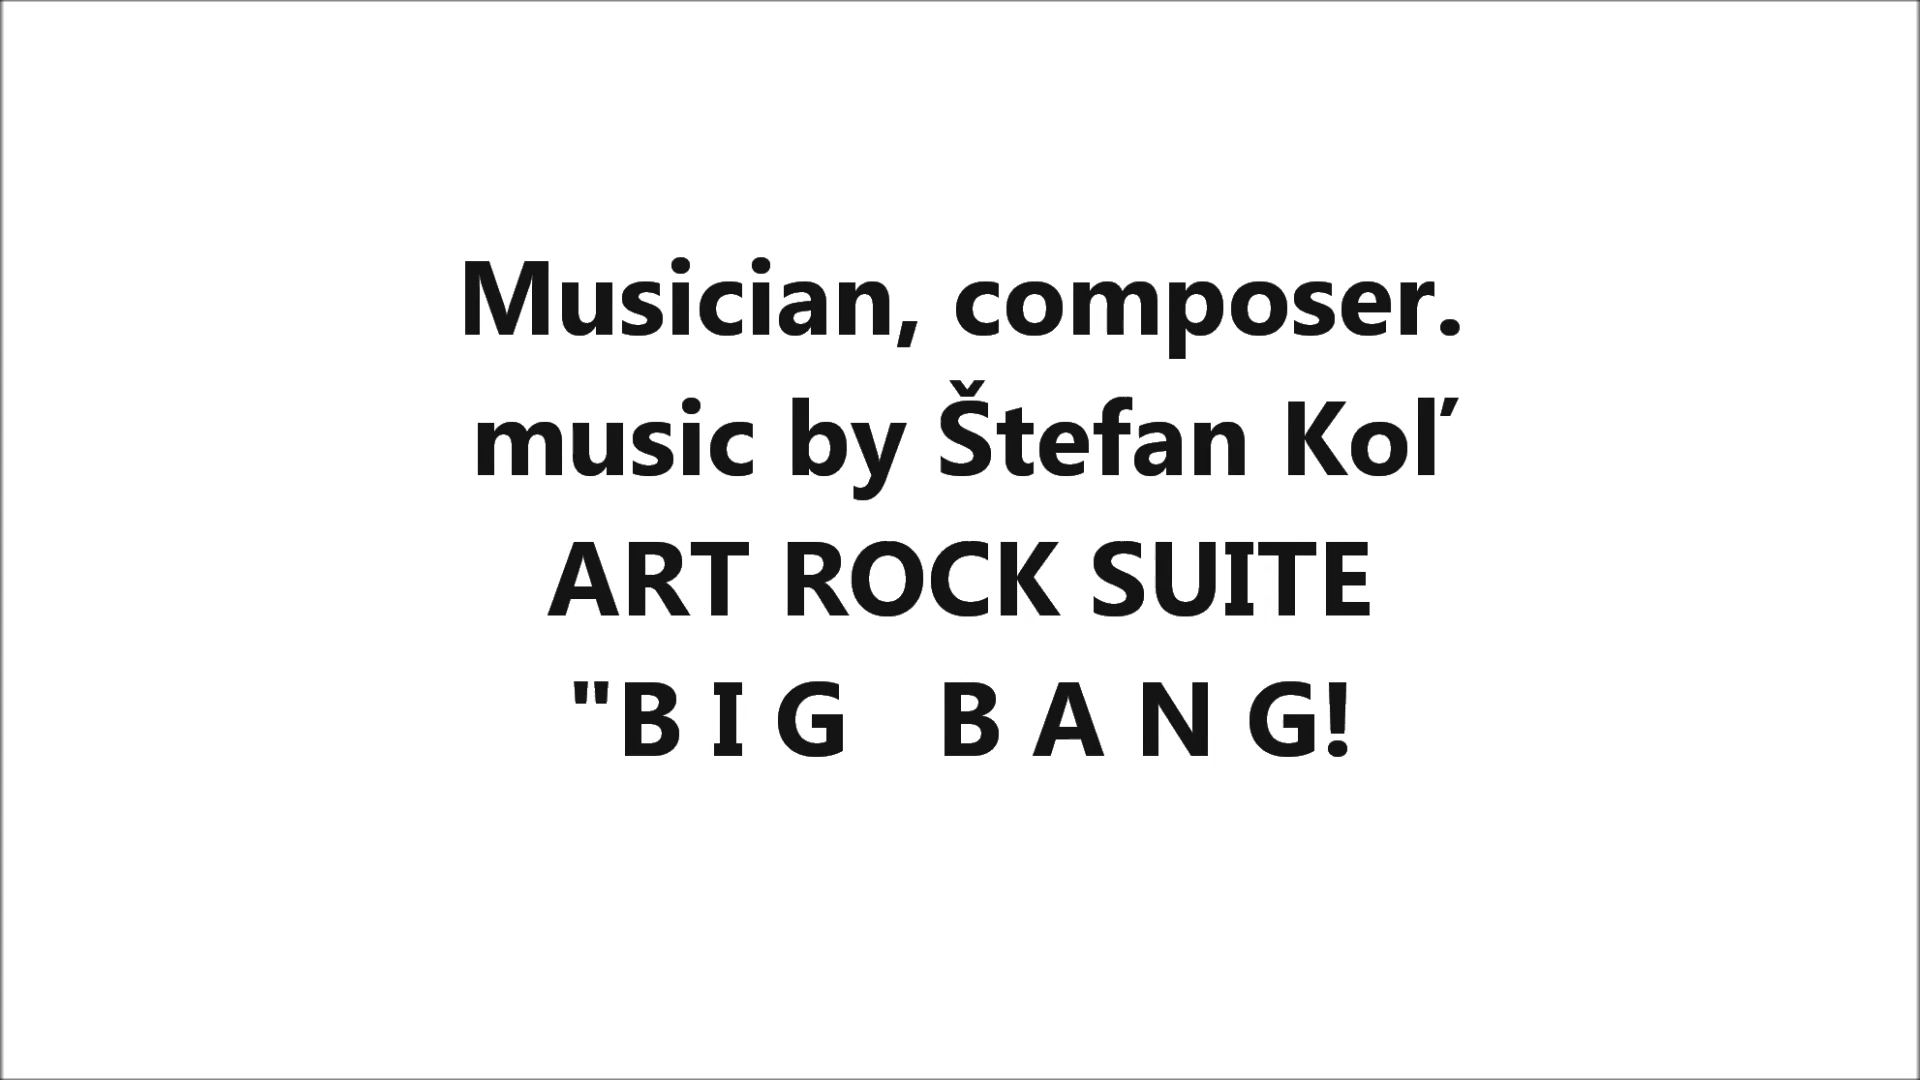 Musician, composer.
music by Štefan Koľ
ART ROCK SUITE
"B I G   B A N G!